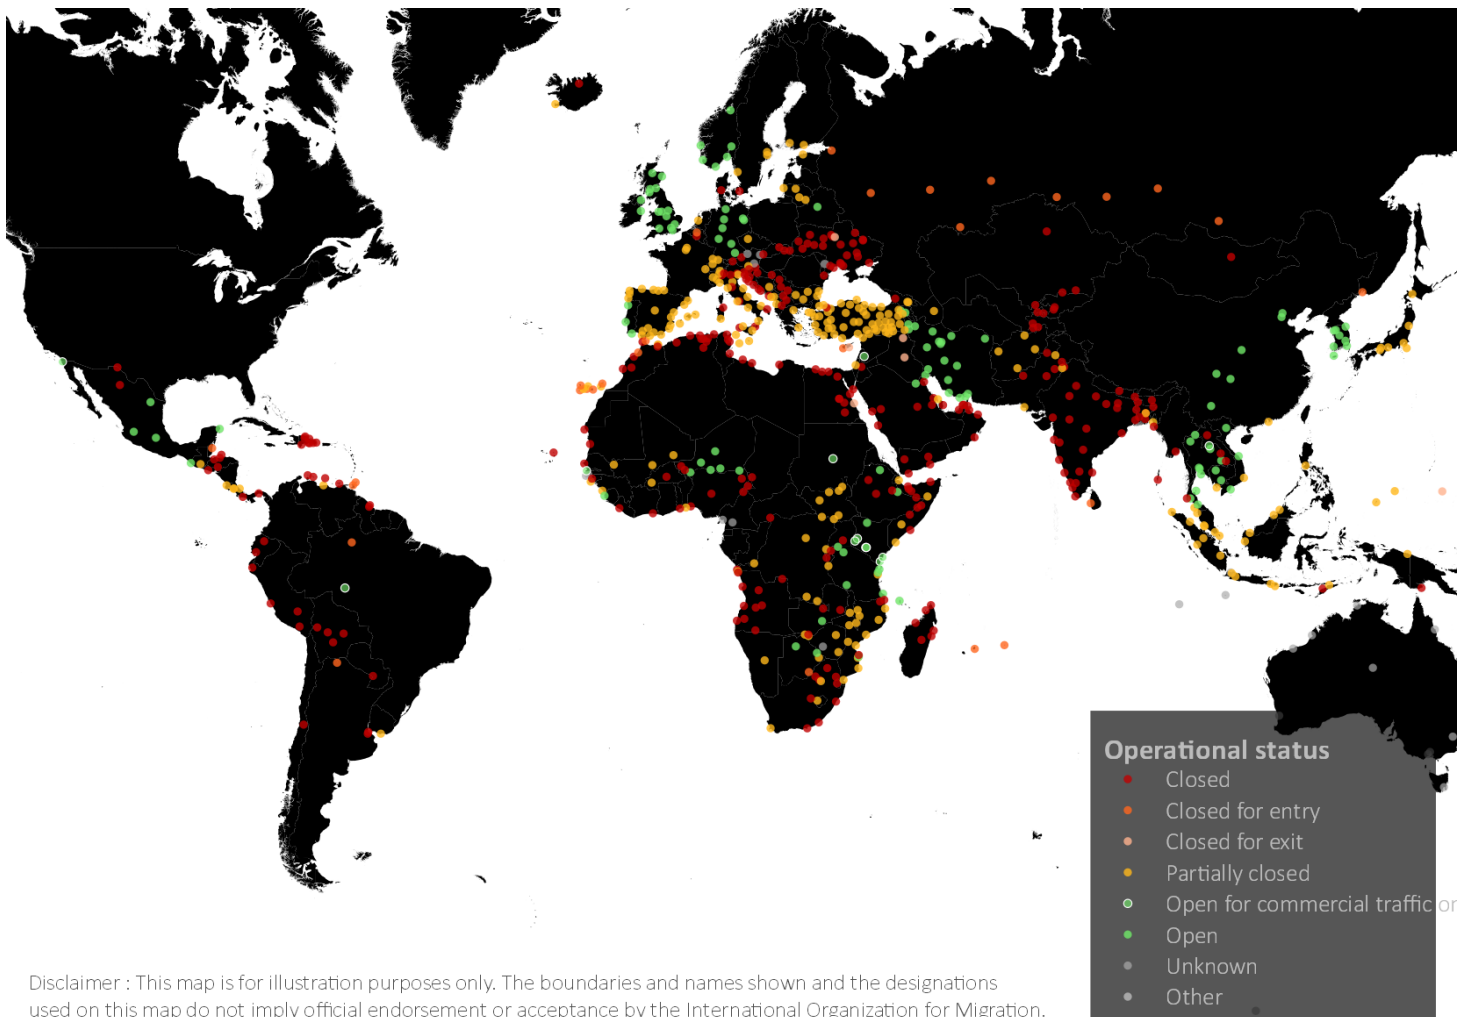 Operational status
Closed
Closed for entry
Closed for exit
Partially closed
Open for commercial traffic
Open
Unknown
Other
Disclaimer : This map is for illustration purposes only. The boundaries and names shown and the designations
used on this map do not imply official endorsement or acceptance by the International Organization for Migration.